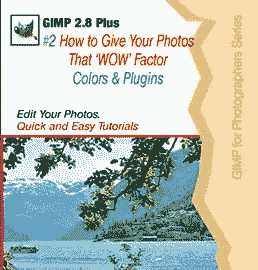 GIMP 2.8 Plus
#2 How to Give Your Photos
That 'WOW' Factor
Colors & Plugins
Edit Your Photos.
Quick and Easy Tutorials
GIMP for Photographers Series